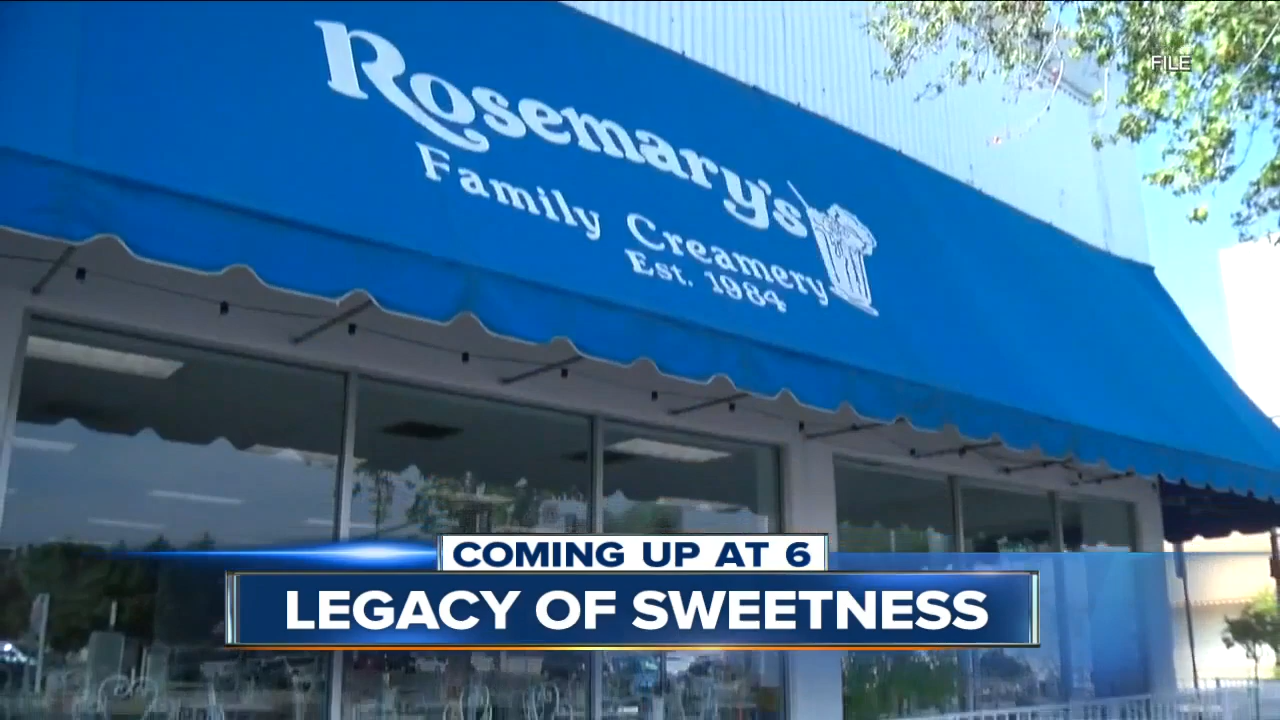 FILE
Rosemary's
Family Creamery
Est. 1984
COMING UP AT 6
LEGACY OF SWEETNESS